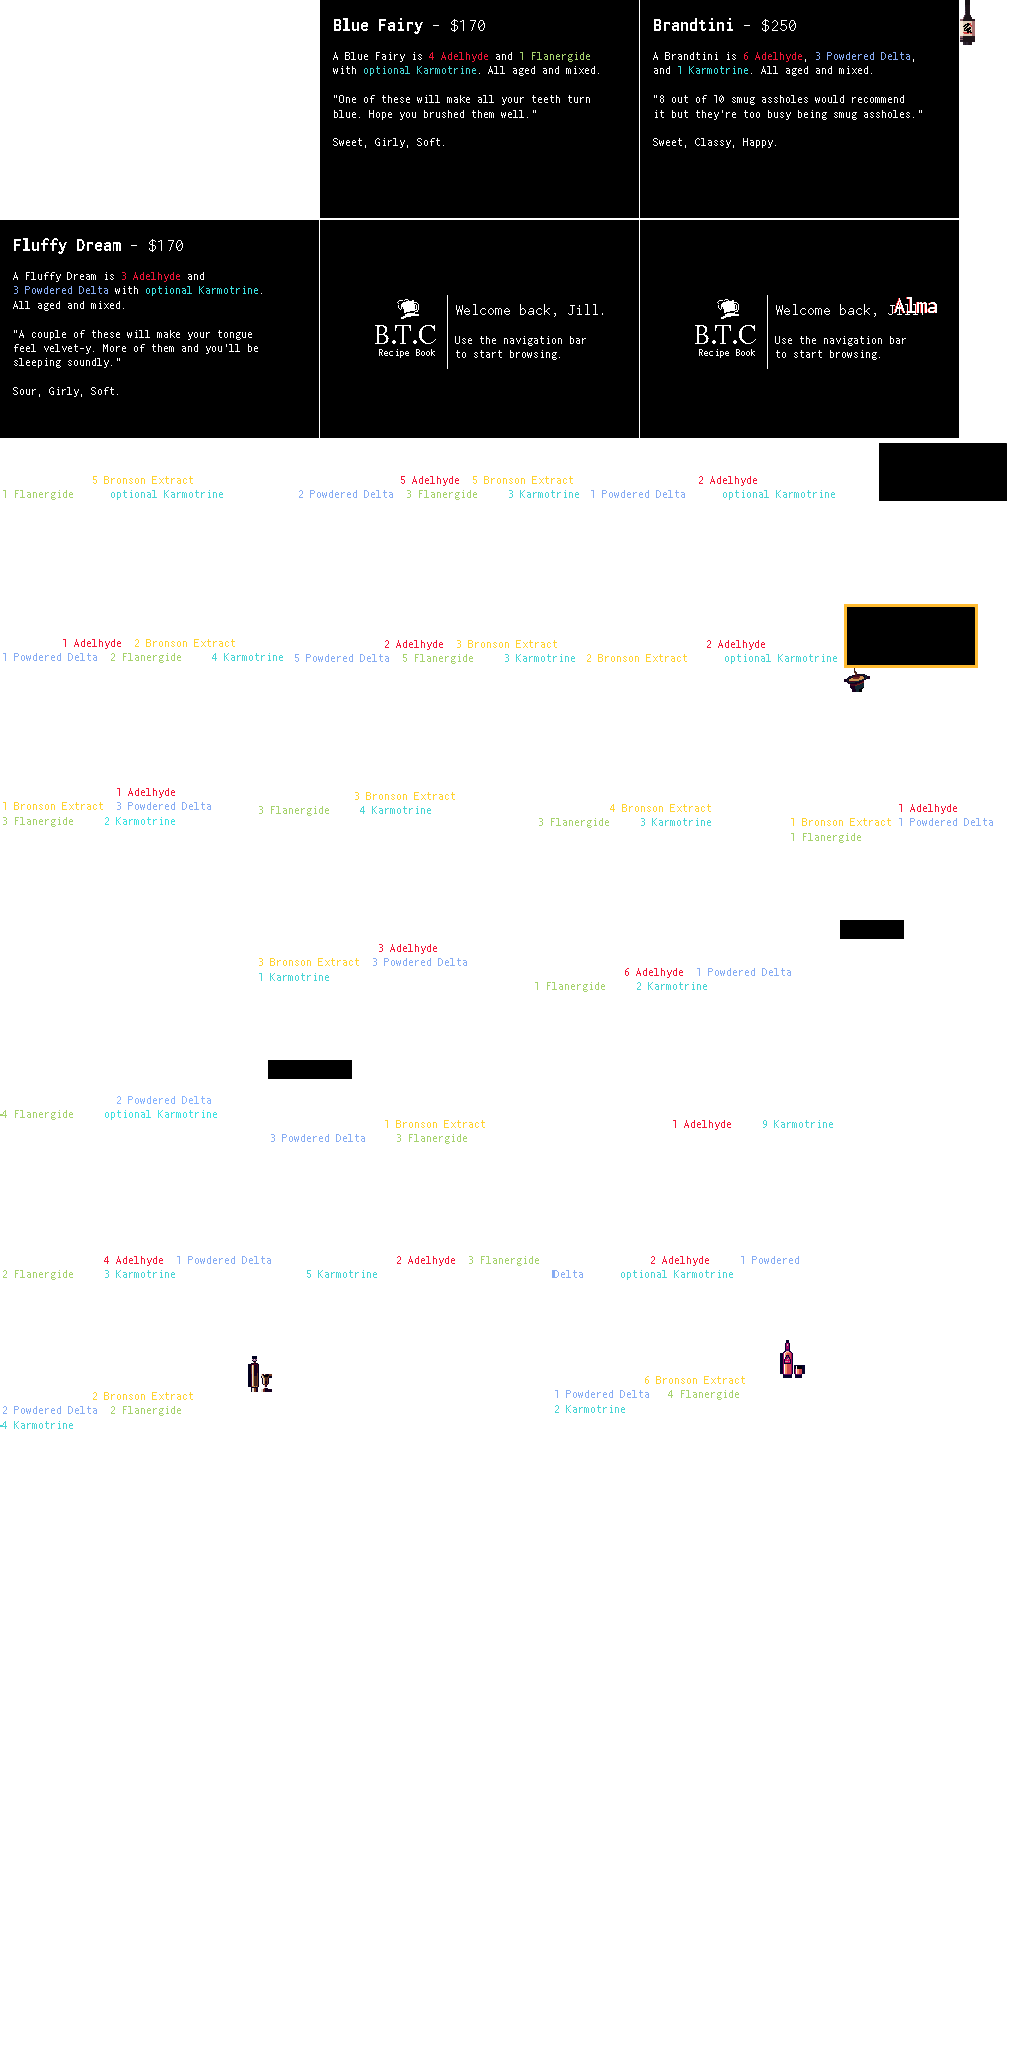 Blue Fairy - $170
A Blue Fairy is 4 Adelhyde and 1 Flanergide
with optional Karmotrine. All aged and mixed.
"One of these will make all your teeth turn
blue. Hope you brushed them well."
Sweet, Girly, Soft.
Brandtini - $250
A Brandtini is 6 Adelhyde, 3 Powdered Delta,
and 1 Karmotrine. All aged and mixed.
"8 out of 10 smug assholes would recommend
it but they're too busy being smug assholes."
Sweet, Classy, Happy.
Fluffy Dream - $170
A Fluffy Dream is 3 Adelhyde and
3 Powdered Delta with optional Karmotrine.
All aged and mixed.
"A couple of these will make your tongue
feel velvet-y. More of them and you'll be
sleeping soundly."
Sour, Girly, Soft.
B.T.C
Recipe Book
Welcome back, Jill.
Use the navigation bar
to start browsing.
B.T.C
Recipe Book
Welcome back, Jill.
Alma
Use the navigation bar
to start browsing.
5 Bronson Extract
1 Flanergide optional Karmotrine
5 Adelhyde 5 Bronson Extract
2 Powdered Delta 3 Flanergide 3 Karmotrine
2 Adelhyde
1 Powdered Delta optional Karmotrine
1 Adelhyde 2 Bronson Extract
1 Powdered Delta 2 Flanergide 4 Karmotrine
2 Adelhyde 3 Bronson Extract
5 Powdered Delta 5 Flanergide 3 Karmotrine
2 Adelhyde
2 Bronson Extract optional Karmotrine
1 Adelhyde
1 Bronson Extract 3 Powdered Delta
3 Flanergide 2 Karmotrine
3 Bronson Extract
3 Flanergide 4 Karmotrine
4 Bronson Extract
3 Flanergide 3 Karmotrine
1 Adelhyde
1 Bronson Extract 1 Powdered Delta
1 Flanergide
3 Adelhyde
3 Bronson Extract 3 Powdered Delta
1 Karmotrine
6 Adelhyde 1 Powdered Delta
1 Flanergide 2 Karmotrine
2 Powdered Delta
4 Flanergide optional Karmotrine
1 Bronson Extract
3 Powdered Delta 3 Flanergide
1 Adelhyde 9 Karmotrine
4 Adelhyde 1 Powdered Delta
2 Flanergide 3 Karmotrine
2 Adelhyde 3 Flanergide
5 Karmotrine
2 Adelhyde 1 Powdered
Delta optional Karmotrine
2 Bronson Extract
2 Powdered Delta 2 Flanergide
4 Karmotrine
6 Bronson Extract
1 Powdered Delta 4 Flanergide
2 Karmotrine